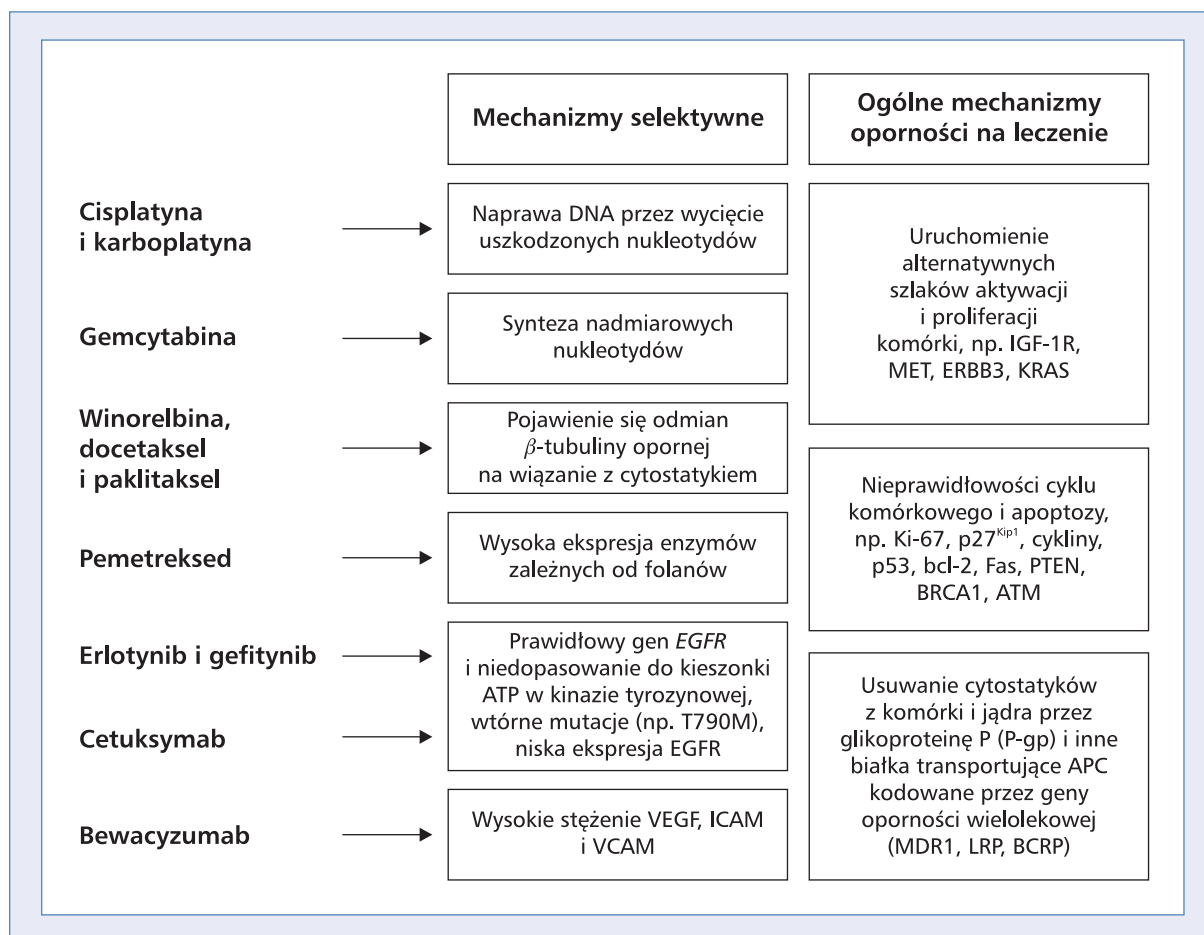 Mechanizmy selektywne
Ogólne mechanizmy
oporności na leczenie
Cisplatyna
i karboplatyna
Naprawa DNA przez wycięcie
uszkodzonych nukleotydów
Gemcytabina
Synteza nadmiarowych
nukleotydów
Winorelbina,
docetaksel
i paklitaksel
Pojawienie się odmian
β-tubuliny opornej
na wiązanie z cytostatykiem
Pemetreksed
Wysoka ekspresja enzymów
zależnych od folanów
Erlotynib i gefitynib
Cetuksymab
Prawidłowy gen EGFR
i niedopasowanie do kieszonki
ATP w kinazie tyrozynowej,
wtórne mutacje (np. T790M),
niska ekspresja EGFR
Bewacyzumab
Wysokie stężenie VEGF, ICAM
i VCAM
Uruchomienie
alternatywnych
szlaków aktywacji
i proliferacji
komórki, np. IGF-1R,
MET, ERBB3, KRAS
Nieprawidłowości cyklu
komórkowego i apoptozy,
np. Ki-67, p27Kip1, cykliny,
p53, bcl-2, Fas, PTEN,
BRCA1, ATM
Usuwanie cytostatyków
z komórki i jądra przez
glikoproteinę P (P-gp) i inne
białka transportujące APC
kodowane przez geny
oporności wielolekowej
(MDR1, LRP, BCRP)